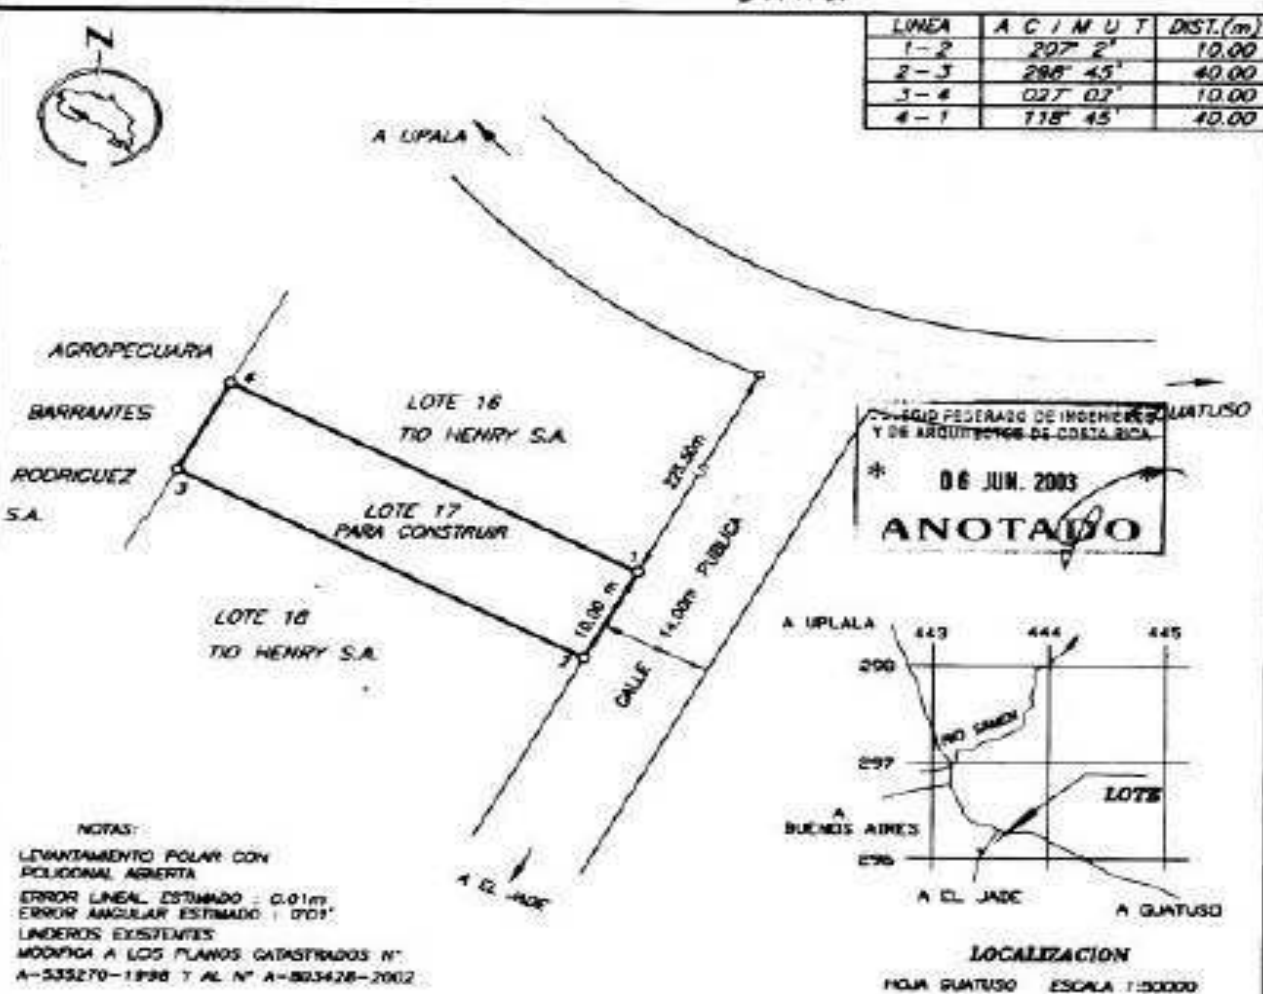 N
LINEA ACIMUT DIST.(m)
1-2 207° 2' 10.00
2-3 298° 45' 40.00
3-4 027° 02' 10.00
4-1 118° 45' 40.00
A UPALA
AGROPECUARIA
BARRANTES
RODRIGUEZ
S.A.
4
3
LOTE 16
TIO HENRY S.A.
LOTE 17
PARA CONSTRUIR
1
2
10.00 m
14.00m
CALLE PUBLICA
LOTE 18
TIO HENRY S.A.
GUATUSO
COLEGIO FEDERADO DE INGENIEROS
Y DE ARQUITECTOS DE COSTA RICA
* 06 JUN. 2003 *
ANOTADO
A EL JADE
A UPLALA
443 444 445
298
RIO SAMEN
297
LOTE
A
BUENOS AIRES
296
A EL JADE
A GUATUSO
LOCALIZACION
HOJA GUATUSO ESCALA 1:50000
NOTAS:
LEVANTAMIENTO POLAR CON
POLIGONAL ABIERTA
ERROR LINEAL ESTIMADO : 0.01m
ERROR ANGULAR ESTIMADO : 0°01'
LINDEROS EXISTENTES
MODIFICA A LOS PLANOS CATASTRADOS N°
A-535270-1998 Y AL N° A-803428-2002